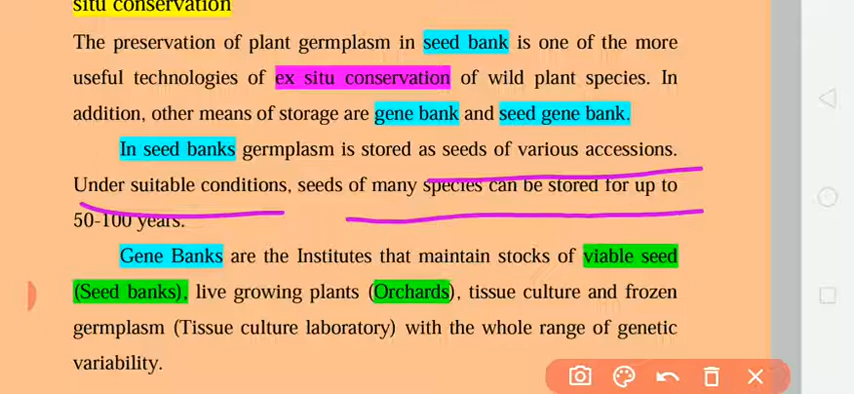 situ conservation
The preservation of plant germplasm in seed bank is one of the more
useful technologies of ex situ conservation of wild plant species. In
addition, other means of storage are gene bank and seed gene bank.
In seed banks germplasm is stored as seeds of various accessions.
Under suitable conditions, seeds of many species can be stored for up to
50-100 years.
Gene Banks are the Institutes that maintain stocks of viable seed
(Seed banks), live growing plants (Orchards), tissue culture and frozen
germplasm (Tissue culture laboratory) with the whole range of genetic
variability.